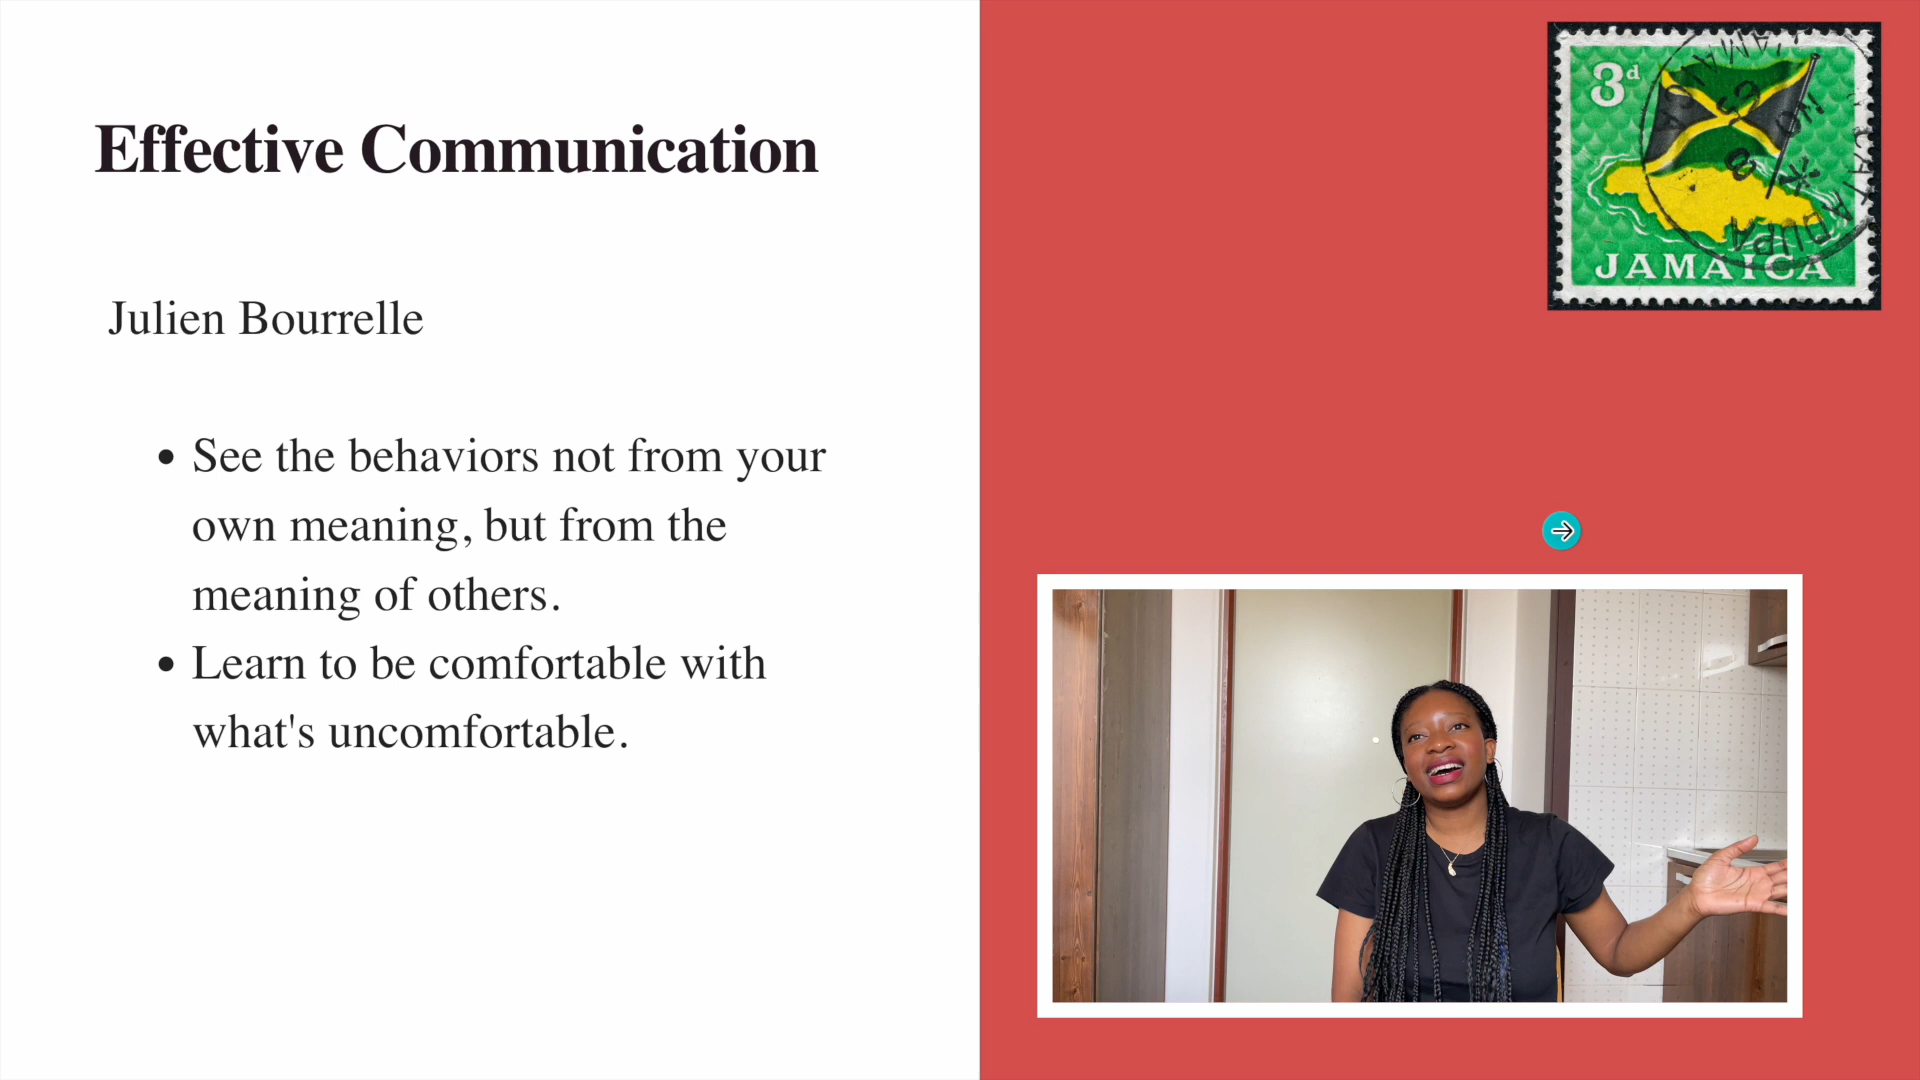 Effective Communication
Julien Bourrelle
• See the behaviors not from your
own meaning, but from the
meaning of others.
• Learn to be comfortable with
what's uncomfortable.
3d
JAMAICA